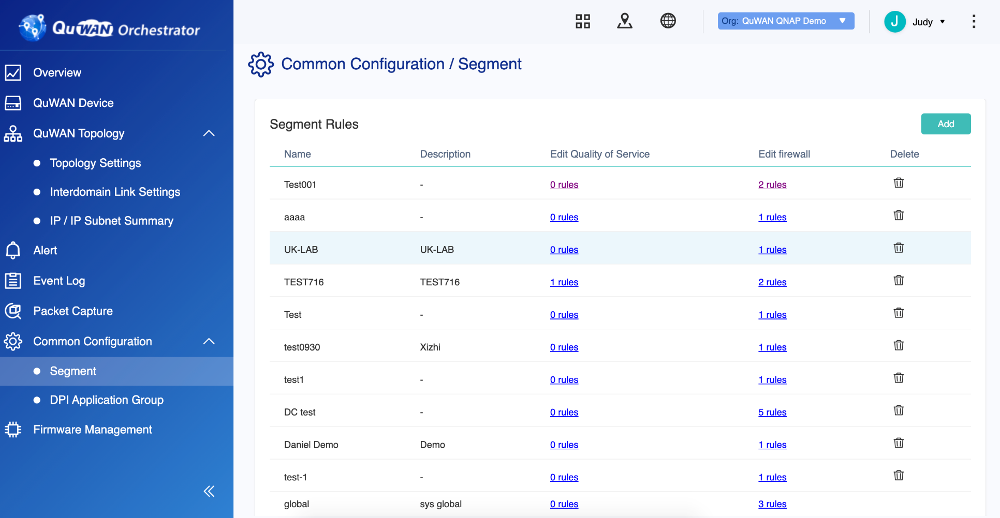 QuWAN Orchestrator
Org: QuWAN QNAP Demo
J
Judy
Overview
QuWAN Device
QuWAN Topology
Topology Settings
Interdomain Link Settings
IP / IP Subnet Summary
Alert
Event Log
Packet Capture
Common Configuration
Segment
DPI Application Group
Firmware Management
Common Configuration / Segment
Segment Rules
Add
Name Description Edit Quality of Service Edit firewall Delete
Test001 - 0 rules 2 rules
aaaa - 0 rules 1 rules
UK-LAB UK-LAB 0 rules 1 rules
TEST716 TEST716 1 rules 2 rules
Test - 0 rules 1 rules
test0930 Xizhi 0 rules 1 rules
test1 - 0 rules 1 rules
DC test - 0 rules 5 rules
Daniel Demo Demo 0 rules 1 rules
test-1 - 0 rules 1 rules
global sys global 0 rules 3 rules